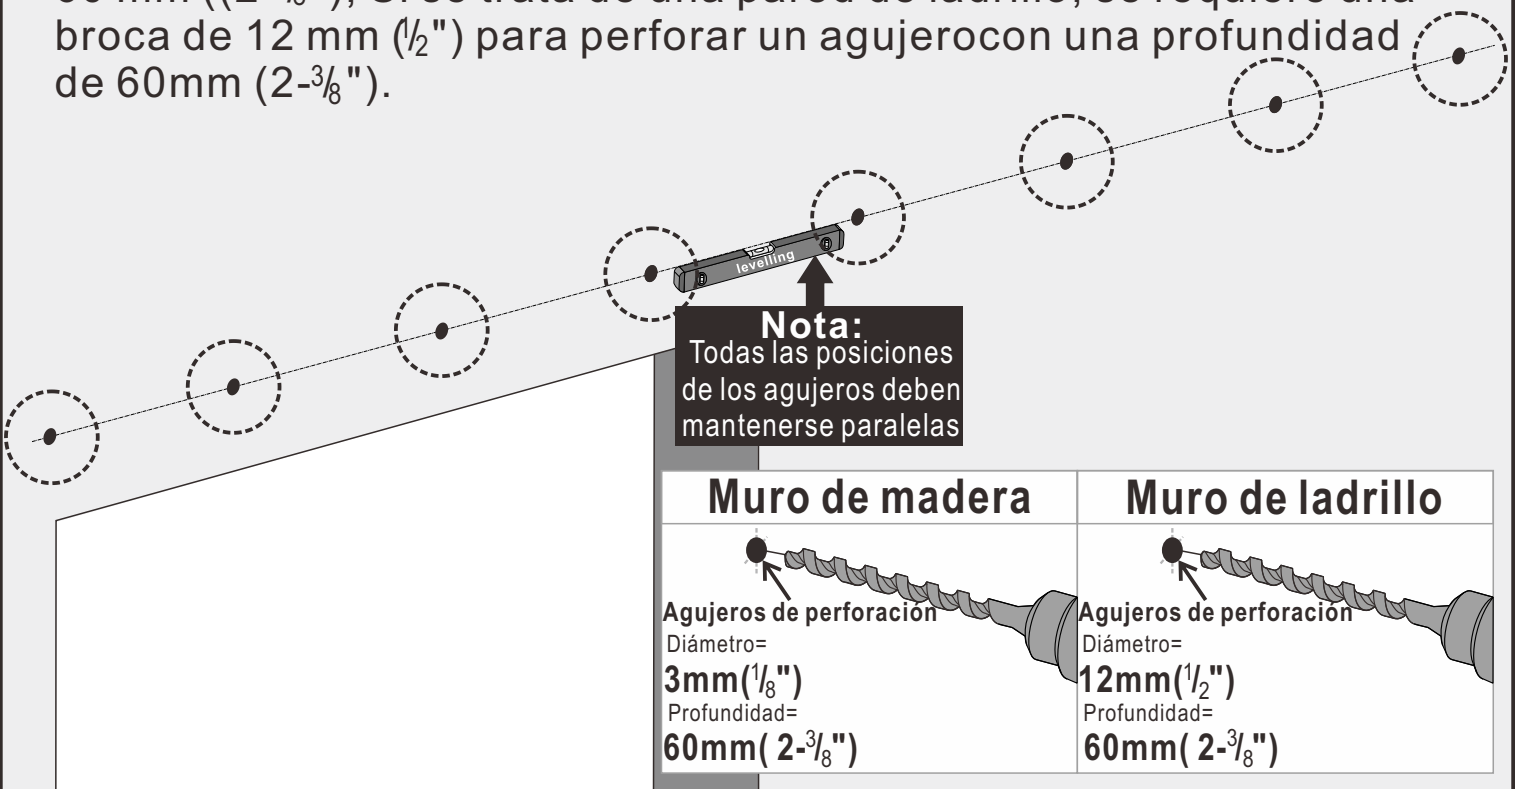 broca de 12 mm (1/2") para perforar un agujerocon una profundidad
de 60mm (2-3/8").
levelling
Nota:
Todas las posiciones
de los agujeros deben
mantenerse paralelas
Muro de madera
Agujeros de perforación
Diámetro=
3mm(1/8")
Profundidad=
60mm( 2-3/8")
Muro de ladrillo
Agujeros de perforación
Diámetro=
12mm(1/2")
Profundidad=
60mm( 2-3/8")